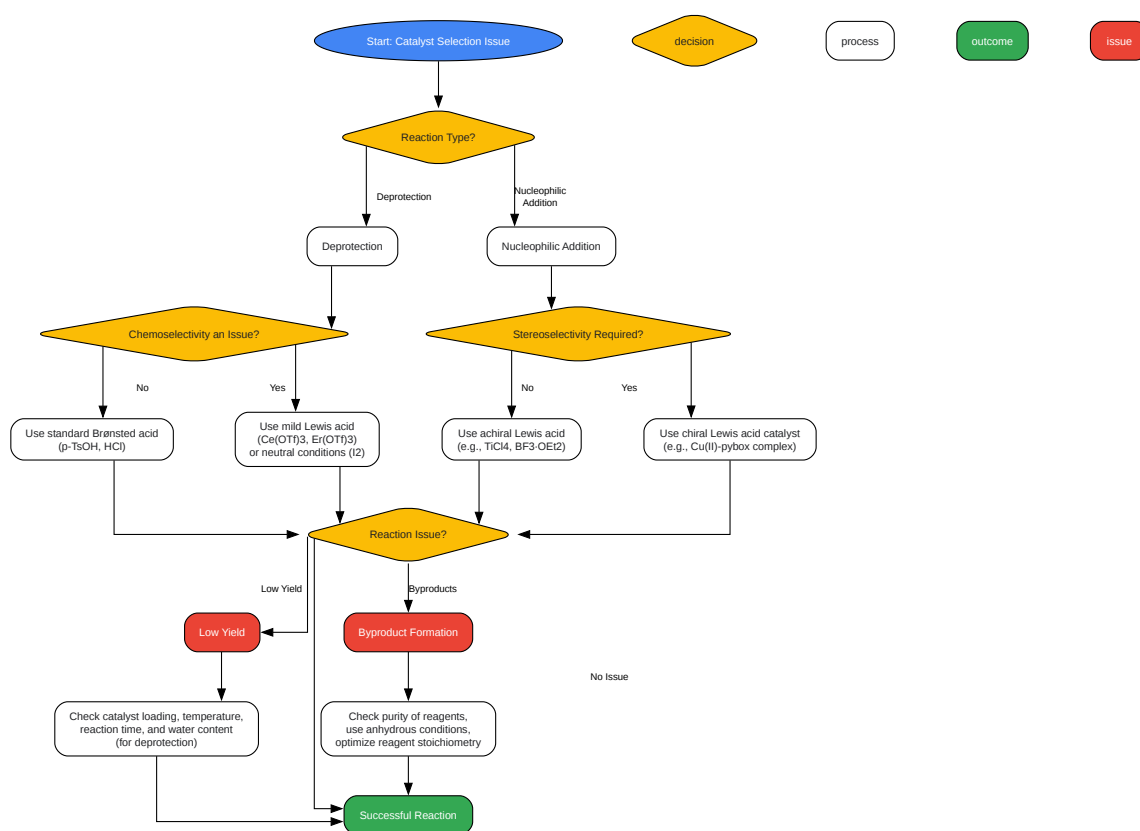 Start: Catalyst Selection Issue
decision
process
outcome
issue
Reaction Type?
Deprotection
Nucleophilic
Addition
Deprotection
Nucleophilic Addition
Chemoselectivity an Issue?
Stereoselectivity Required?
No
Yes
No
Yes
Use standard Brønsted acid
(p-TsOH, HCl)
Use mild Lewis acid
(Ce(OTf)3, Er(OTf)3)
or neutral conditions (I2)
Use achiral Lewis acid
(e.g., TiCl4, BF3·OEt2)
Use chiral Lewis acid catalyst
(e.g., Cu(II)-pybox complex)
Reaction Issue?
Low Yield
Byproducts
Low Yield
Byproduct Formation
No Issue
Check catalyst loading, temperature,
reaction time, and water content
(for deprotection)
Check purity of reagents,
use anhydrous conditions,
optimize reagent stoichiometry
Successful Reaction